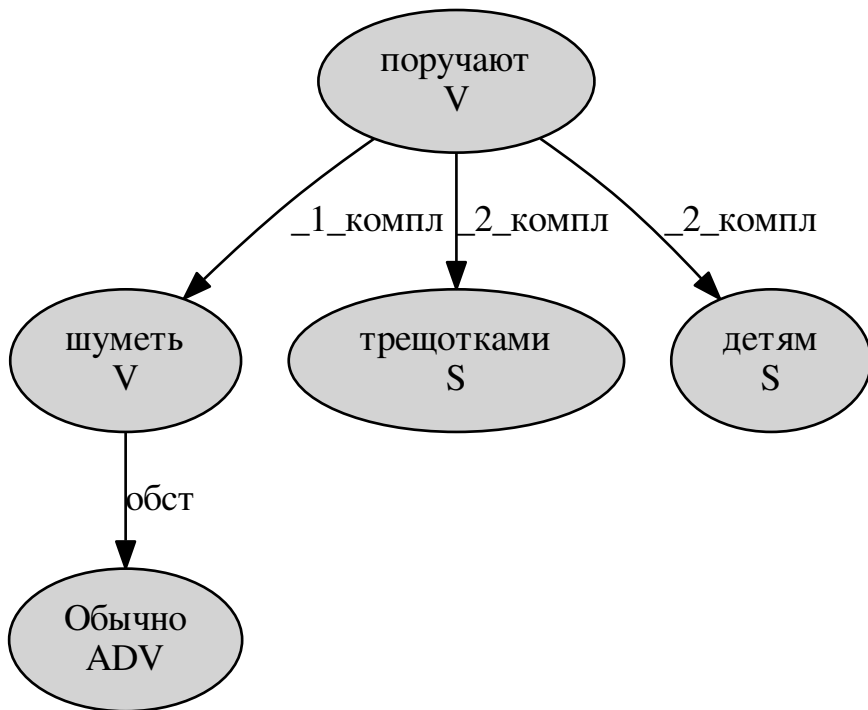 поручают
V
_1_компл
_2_компл
_2_компл
шуметь
V
трещотками
S
детям
S
обст
Обычно
ADV